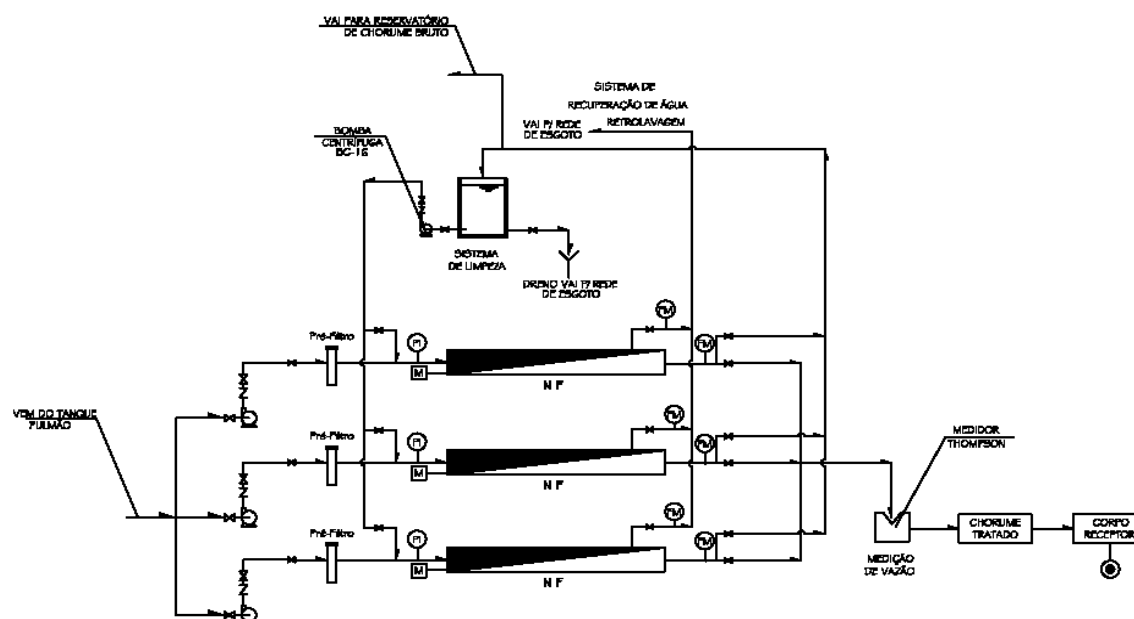 VAI PARA RESERVATÓRIO
DE CHORUME BRUTO
SISTEMA DE
RECUPERAÇÃO DE ÁGUA
RETROLAVAGEM
VAI P/ REDE
DE ESGOTO
BOMBA
CENTRÍFUGA
BC-16
SISTEMA
DE LIMPEZA
DRENO VAI P/ REDE
DE ESGOTO
Pré-Filtro
PI
M
FM
FM
N F
VEM DO TANQUE
PULMÃO
Pré-Filtro
PI
M
FM
FM
N F
MEDIDOR
THOMPSON
Pré-Filtro
PI
M
FM
FM
N F
MEDIÇÃO
DE VAZÃO
CHORUME
TRATADO
CORPO
RECEPTOR